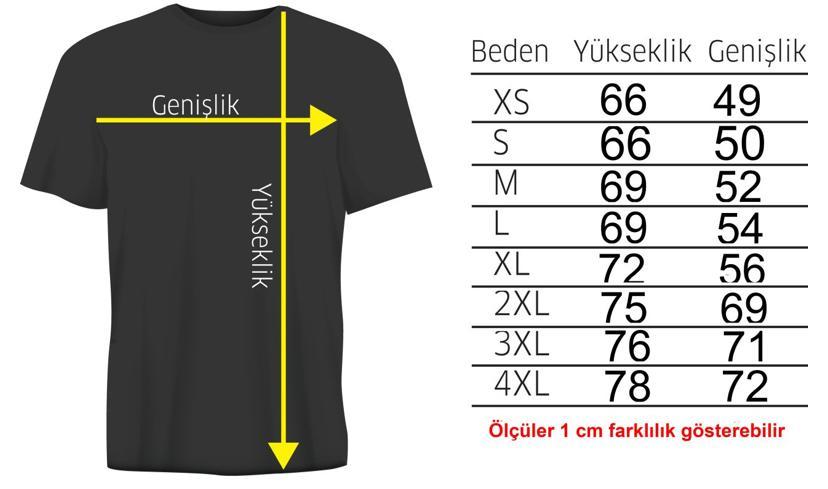 Genişlik
Yükseklik
Beden Yükseklik Genişlik
XS 66 49
S 66 50
M 69 52
L 69 54
XL 72 56
2XL 75 69
3XL 76 71
4XL 78 72
Ölçüler 1 cm farklılık gösterebilir